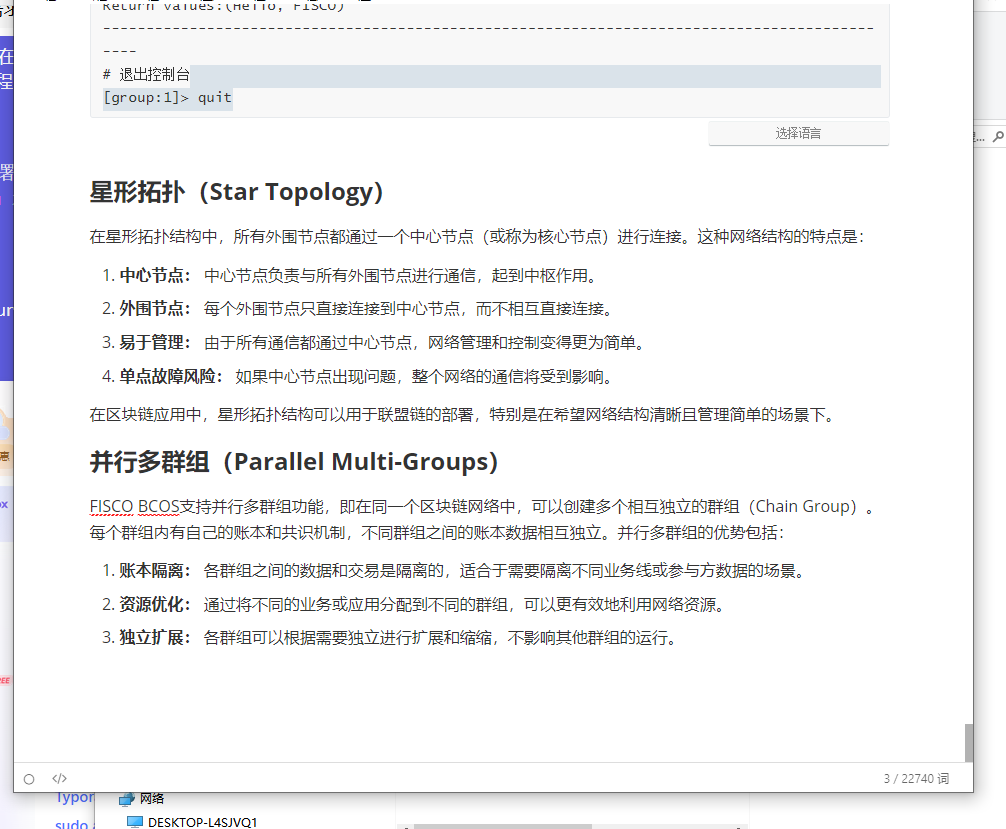 Return values:(Hello, FISCO)
-----------------------------------------------------------------------------------------
----
# 退出控制台
[group:1]> quit
选择语言
星形拓扑（Star Topology）
在星形拓扑结构中，所有外围节点都通过一个中心节点（或称为核心节点）进行连接。这种网络结构的特点是：
1. 中心节点： 中心节点负责与所有外围节点进行通信，起到中枢作用。
2. 外围节点： 每个外围节点只直接连接到中心节点，而不相互直接连接。
3. 易于管理： 由于所有通信都通过中心节点，网络管理和控制变得更为简单。
4. 单点故障风险： 如果中心节点出现问题，整个网络的通信将受到影响。
在区块链应用中，星形拓扑结构可以用于联盟链的部署，特别是在希望网络结构清晰且管理简单的场景下。
并行多群组（Parallel Multi-Groups）
FISCO BCOS支持并行多群组功能，即在同一个区块链网络中，可以创建多个相互独立的群组（Chain Group）。
每个群组内有自己的账本和共识机制，不同群组之间的账本数据相互独立。并行多群组的优势包括：
1. 账本隔离： 各群组之间的数据和交易是隔离的，适合于需要隔离不同业务线或参与方数据的场景。
2. 资源优化： 通过将不同的业务或应用分配到不同的群组，可以更有效地利用网络资源。
3. 独立扩展： 各群组可以根据需要独立进行扩展和缩缩，不影响其他群组的运行。
</> 3 / 22740 词
在
程
署
惠
Typor
网络
sudo
DESKTOP-L4SJVQ1